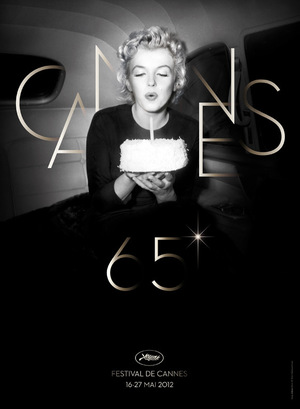 CANNES
65
FESTIVAL DE CANNES
16-27 MAI 2012